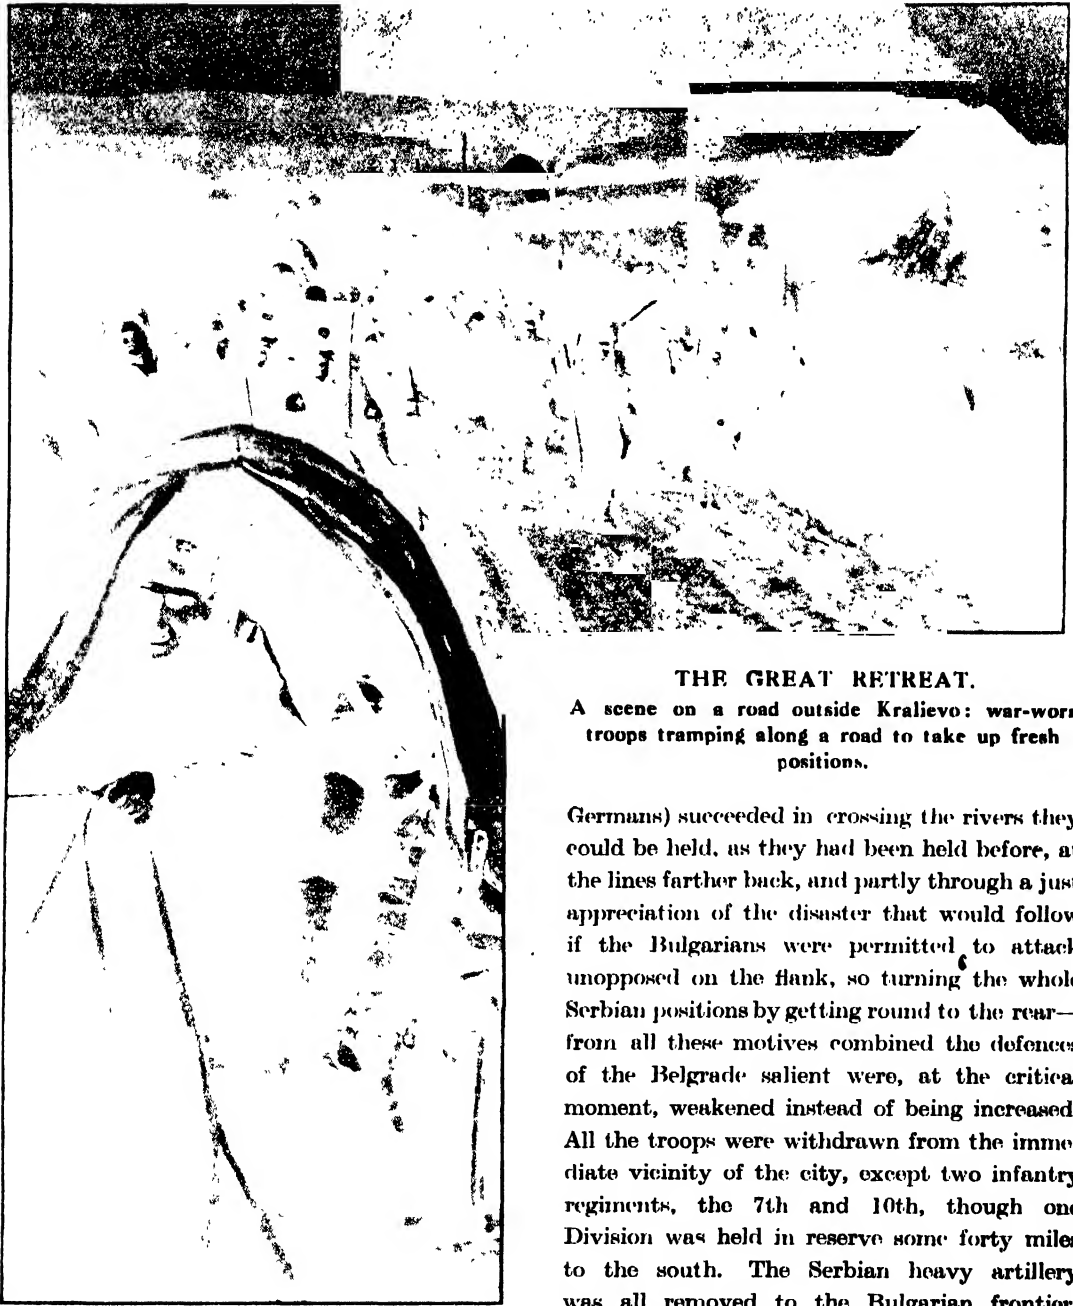 THE GREAT RETREAT.
A scene on a road outside Kralievo: war-worn
troops tramping along a road to take up fresh
positions.
Germans) succeeded in crossing the rivers they
could be held, as they had been held before, at
the lines farther back, and partly through a just
appreciation of the disaster that would follow
if the Bulgarians were permitted to attack
unopposed on the flank, so turning the whole
Serbian positions by getting round to the rear—
from all these motives combined the defences
of the Belgrade salient were, at the critical
moment, weakened instead of being increased
All the troops were withdrawn from the imme
diate vicinity of the city, except two infantry
regiments, the 7th and 10th, though one
Division was held in reserve some forty miles
to the south. The Serbian heavy artillery
was all removed to the Bulgarian frontier